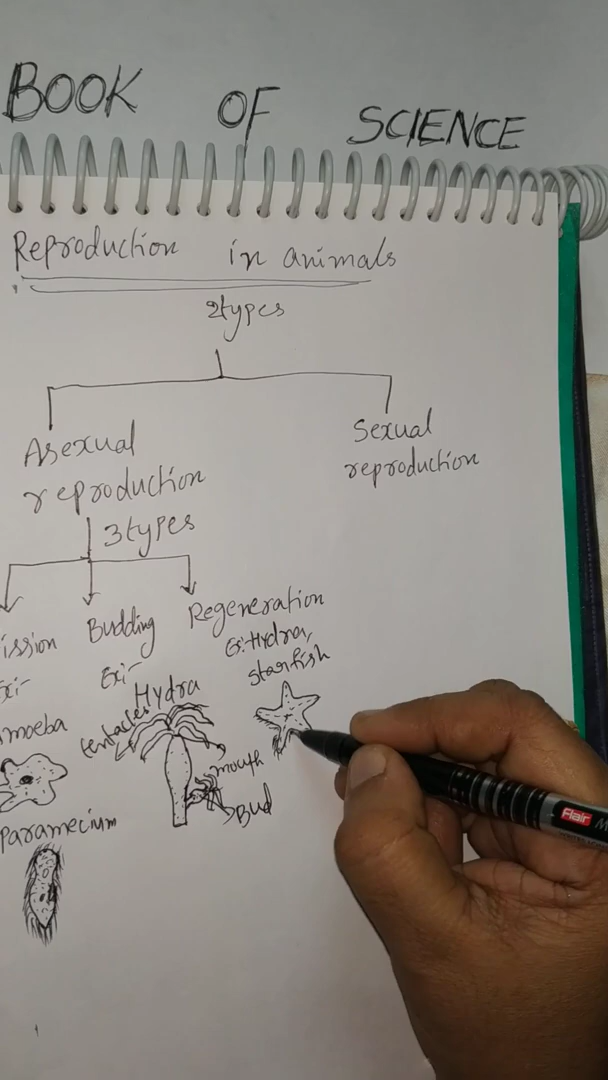 BOOK OF SCIENCE
Reproduction in animals
2types
Asexual
reproduction
Sexual
reproduction
3types
ission
Budding
Regeneration
Ex:-
Ex:-
Ex:-Hydra,
starfish
moeba
Hydra
tentacles
mouth
Bud
Paramecium
Flair